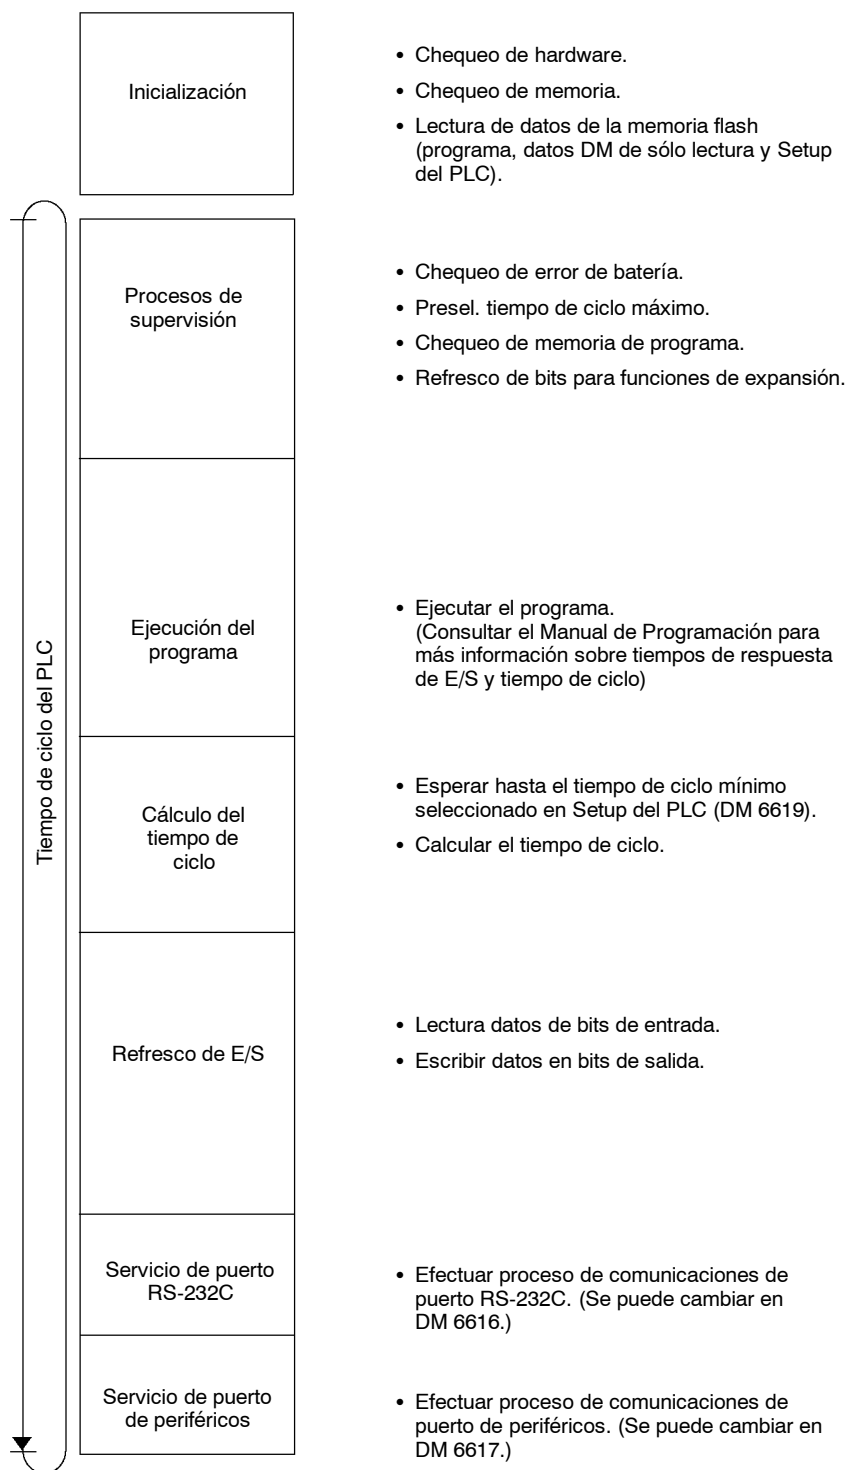 Inicialización
• Chequeo de hardware.
• Chequeo de memoria.
• Lectura de datos de la memoria flash
(programa, datos DM de sólo lectura y Setup
del PLC).
Tiempo de ciclo del PLC
Procesos de
supervisión
• Chequeo de error de batería.
• Presel. tiempo de ciclo máximo.
• Chequeo de memoria de programa.
• Refresco de bits para funciones de expansión.
Ejecución del
programa
• Ejecutar el programa.
(Consultar el Manual de Programación para
más información sobre tiempos de respuesta
de E/S y tiempo de ciclo)
Cálculo del
tiempo de
ciclo
• Esperar hasta el tiempo de ciclo mínimo
seleccionado en Setup del PLC (DM 6619).
• Calcular el tiempo de ciclo.
Refresco de E/S
• Lectura datos de bits de entrada.
• Escribir datos en bits de salida.
Servicio de puerto
RS-232C
• Efectuar proceso de comunicaciones de
puerto RS-232C. (Se puede cambiar en
DM 6616.)
Servicio de puerto
de periféricos
• Efectuar proceso de comunicaciones de
puerto de periféricos. (Se puede cambiar en
DM 6617.)